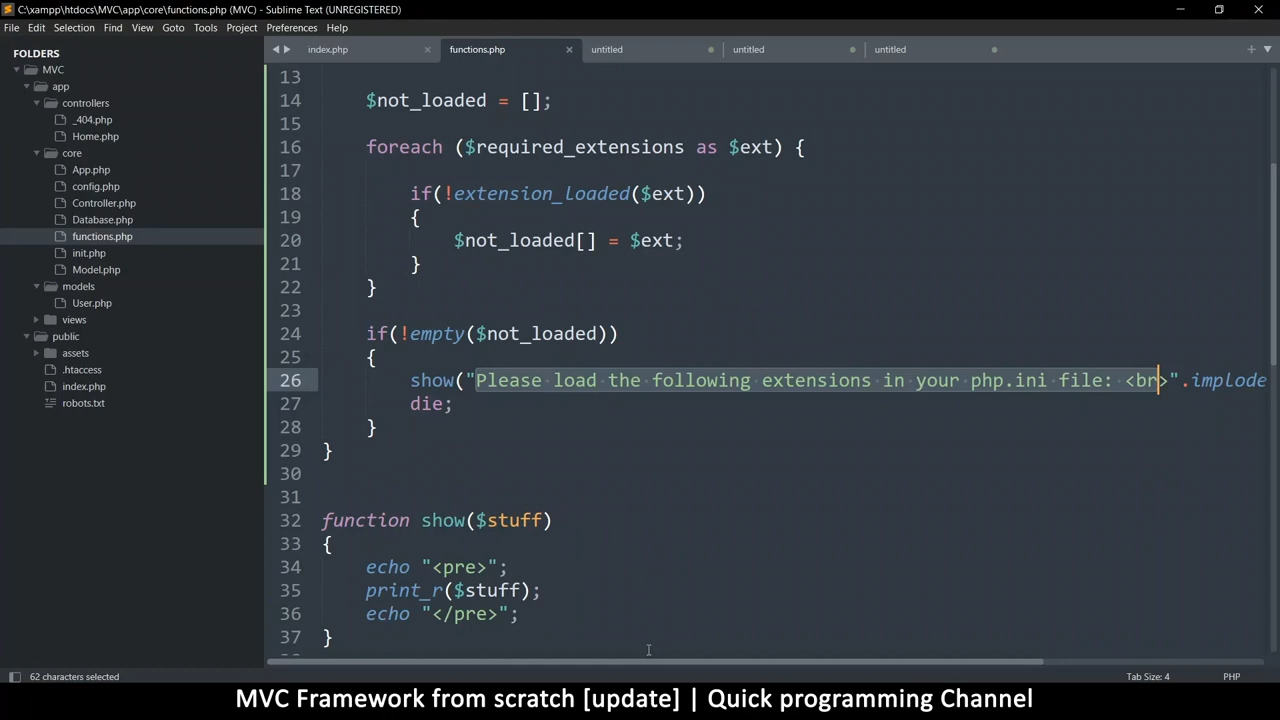 C:\xampp\htdocs\MVC\app\core\functions.php (MVC) - Sublime Text (UNREGISTERED)
File Edit Selection Find View Goto Tools Project Preferences Help
FOLDERS
MVC
app
controllers
_404.php
Home.php
core
App.php
config.php
Controller.php
Database.php
functions.php
init.php
Model.php
models
User.php
views
public
assets
.htaccess
index.php
robots.txt
index.php functions.php untitled untitled untitled
13
14 $not_loaded = [];
15
16 foreach ($required_extensions as $ext) {
17
18 if(!extension_loaded($ext))
19 {
20 $not_loaded[] = $ext;
21 }
22 }
23
24 if(!empty($not_loaded))
25 {
26 show("Please load the following extensions in your php.ini file: <br>".implode
27 die;
28 }
29 }
30
31
32 function show($stuff)
33 {
34 echo "<pre>";
35 print_r($stuff);
36 echo "</pre>";
37 }
62 characters selected Tab Size: 4 PHP
MVC Framework from scratch [update] | Quick programming Channel